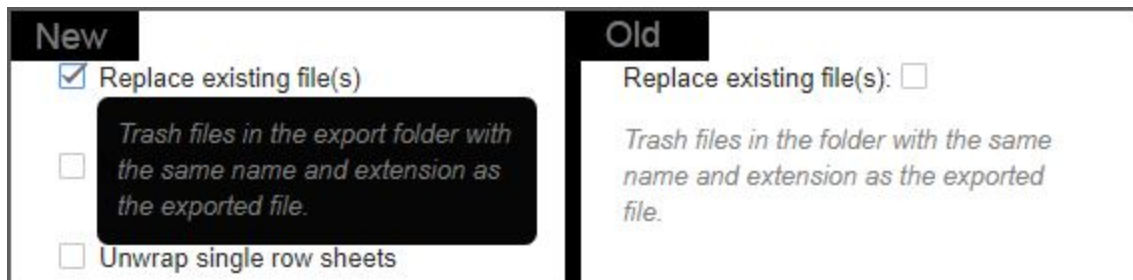 New
Replace existing file(s)
Trash files in the export folder with
the same name and extension as
the exported file.
Unwrap single row sheets
Old
Replace existing file(s):
Trash files in the folder with the same
name and extension as the exported
file.